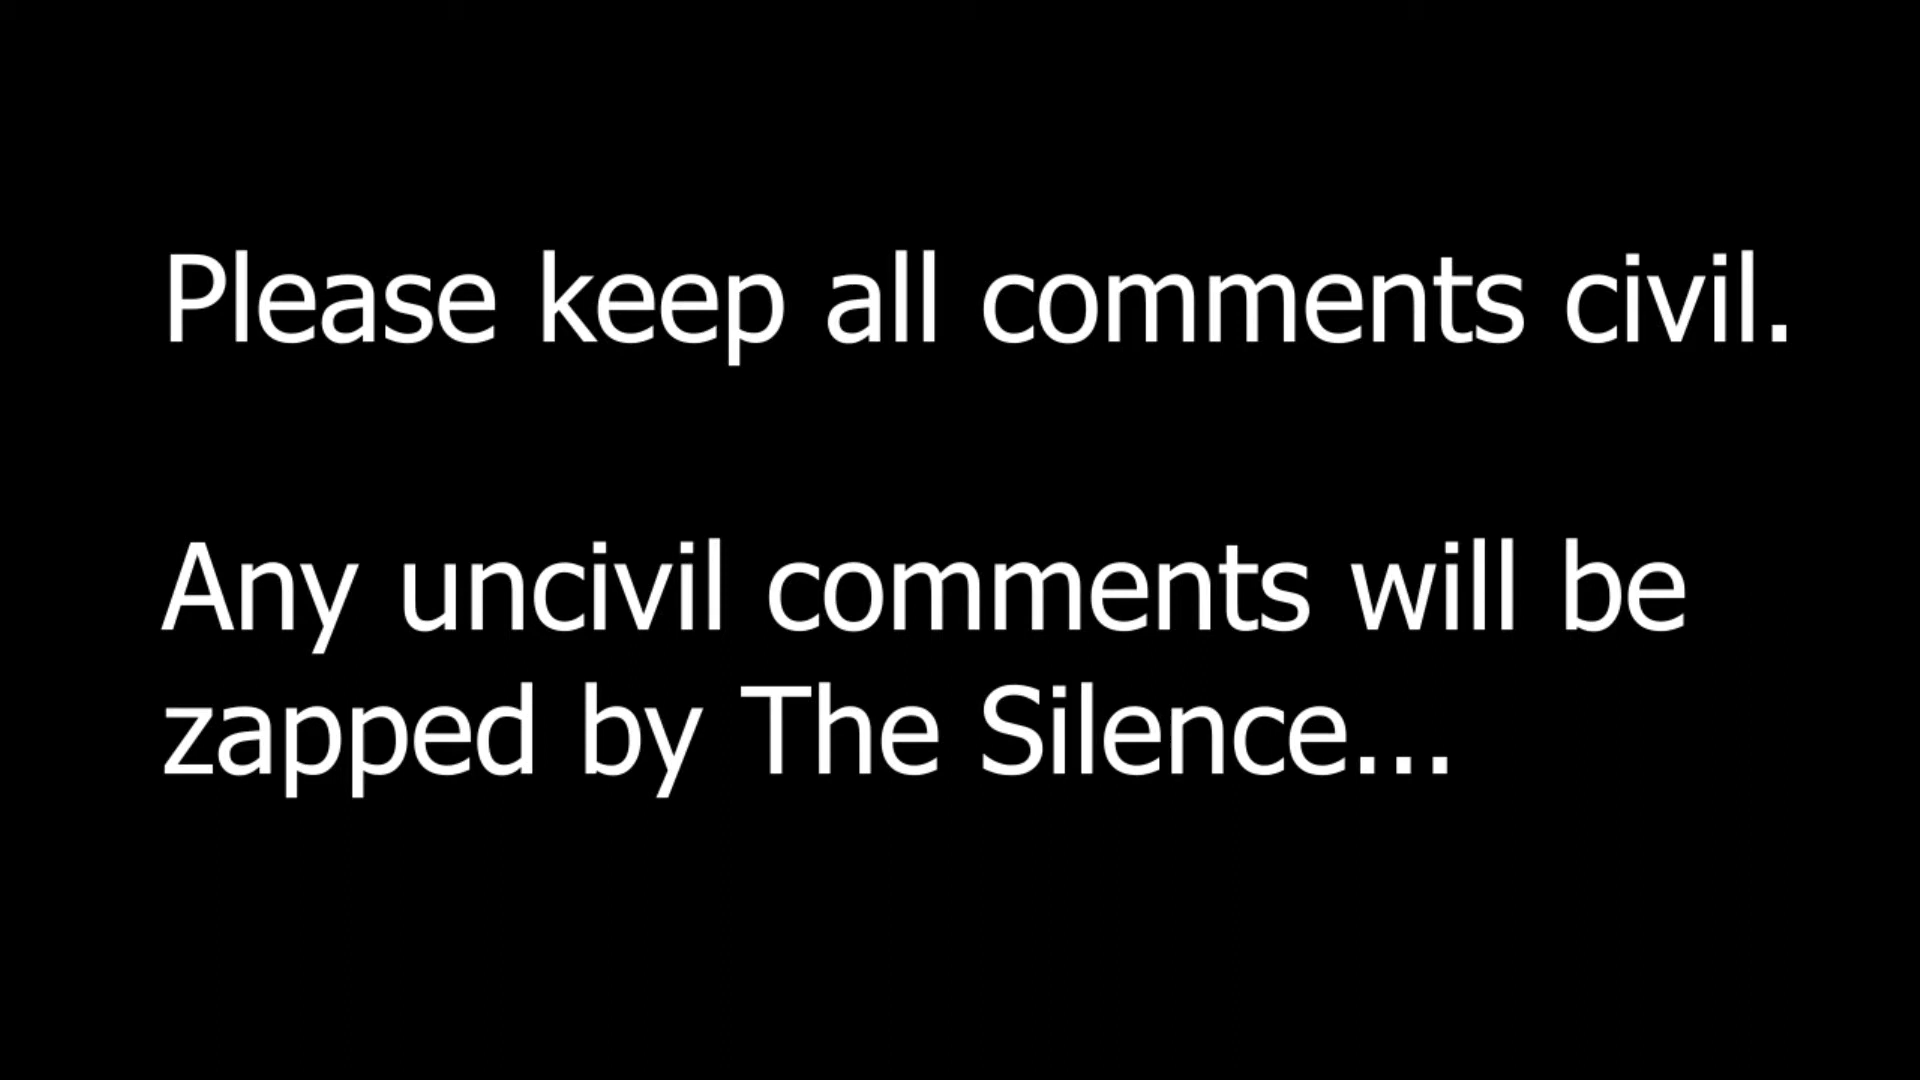 Please keep all comments civil.
Any uncivil comments will be
zapped by The Silence...